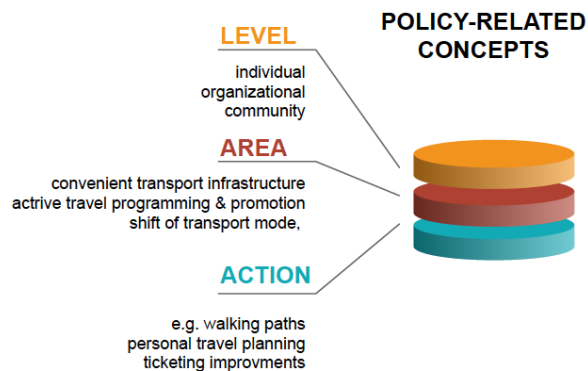 POLICY-RELATED
CONCEPTS
LEVEL
individual
organizational
community
AREA
convenient transport infrastructure
actrive travel programming & promotion
shift of transport mode,
ACTION
e.g. walking paths
personal travel planning
ticketing improvments